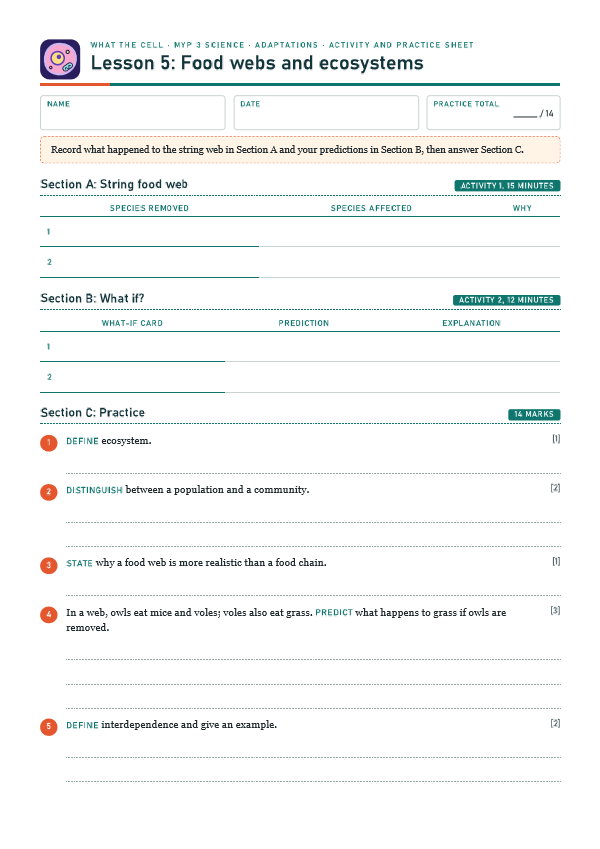 WHAT THE CELL · MYP 3 SCIENCE · ADAPTATIONS · ACTIVITY AND PRACTICE SHEET
Lesson 5: Food webs and ecosystems
NAME DATE PRACTICE TOTAL
_____ / 14
Record what happened to the string web in Section A and your predictions in Section B, then answer Section C.
Section A: String food web ACTIVITY 1, 15 MINUTES
SPECIES REMOVED SPECIES AFFECTED WHY
1
2
Section B: What if? ACTIVITY 2, 12 MINUTES
WHAT-IF CARD PREDICTION EXPLANATION
1
2
Section C: Practice 14 MARKS
1 DEFINE ecosystem. [1]
2 DISTINGUISH between a population and a community. [2]
3 STATE why a food web is more realistic than a food chain. [1]
4 In a web, owls eat mice and voles; voles also eat grass. PREDICT what happens to grass if owls are [3]
removed.
5 DEFINE interdependence and give an example. [2]